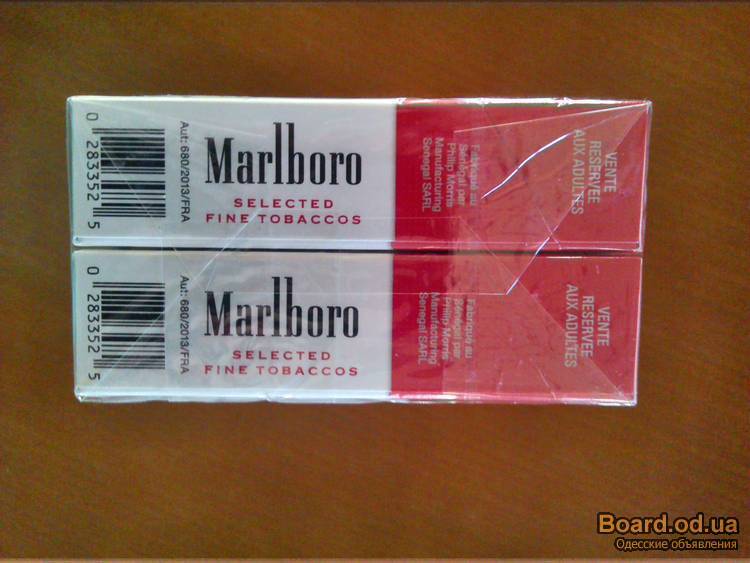 0
283352
5
Aut: 680/2013/FRA
Marlboro
SELECTED
FINE TOBACCOS
Fabriqué au
Sénégal par
Philip Morris
Manufacturing
Senegal SARL
VENTE
RESERVEE
AUX ADULTES
0
283352
5
Aut: 680/2013/FRA
Marlboro
SELECTED
FINE TOBACCOS
Fabriqué au
Sénégal par
Philip Morris
Manufacturing
Senegal SARL
VENTE
RESERVEE
AUX ADULTES
Board.od.ua
Одесские объявления